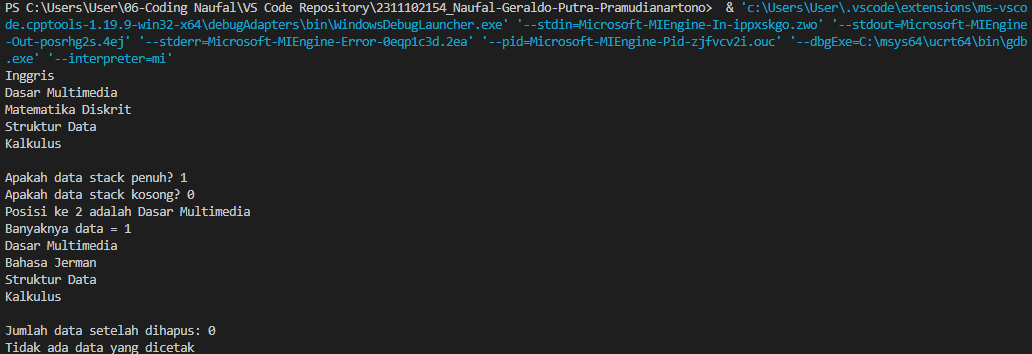 PS C:\Users\User\06-Coding Naufal\VS Code Repository\2311102154_Naufal-Geraldo-Putra-Pramudianartono>  & 'c:\Users\User\.vscode\extensions\ms-vsco
de.cpptools-1.19.9-win32-x64\debugAdapters\bin\WindowsDebugLauncher.exe' '--stdin=Microsoft-MIEngine-In-ippxskgo.zwo' '--stdout=Microsoft-MIEngine
-Out-posrhg2s.4ej' '--stderr=Microsoft-MIEngine-Error-0eqp1c3d.2ea' '--pid=Microsoft-MIEngine-Pid-zjfvcv2i.ouc' '--dbgExe=C:\msys64\ucrt64\bin\gdb
.exe' '--interpreter=mi'
Inggris
Dasar Multimedia
Matematika Diskrit
Struktur Data
Kalkulus

Apakah data stack penuh? 1
Apakah data stack kosong? 0
Posisi ke 2 adalah Dasar Multimedia
Banyaknya data = 1
Dasar Multimedia
Bahasa Jerman
Struktur Data
Kalkulus

Jumlah data setelah dihapus: 0
Tidak ada data yang dicetak